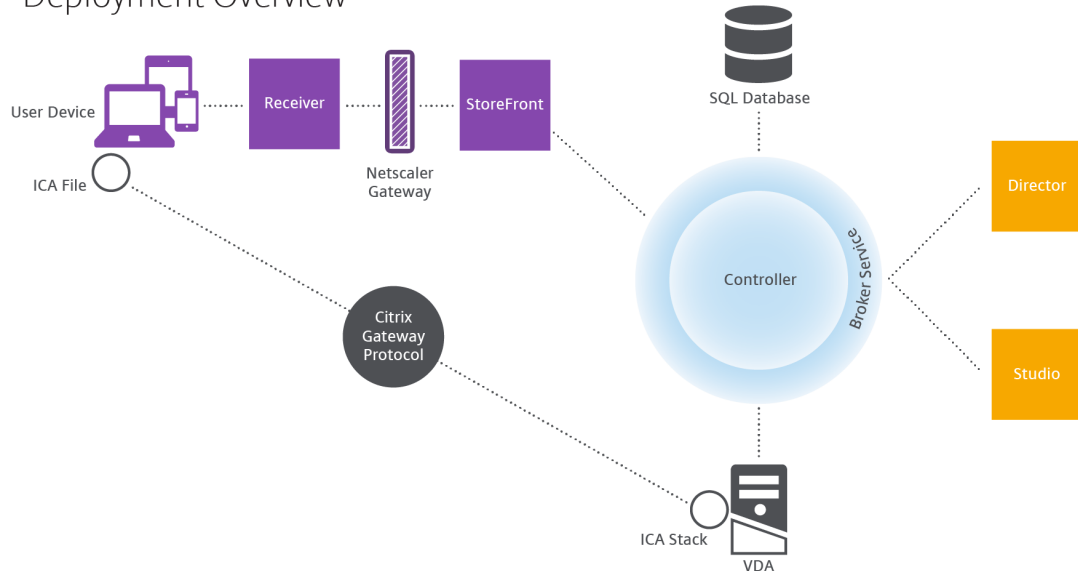 Deployment Overview
SQL Database
User Device
Receiver
StoreFront
Netscaler
Gateway
ICA File
Director
Controller
Broker Service
Citrix
Gateway
Protocol
Studio
ICA Stack
VDA